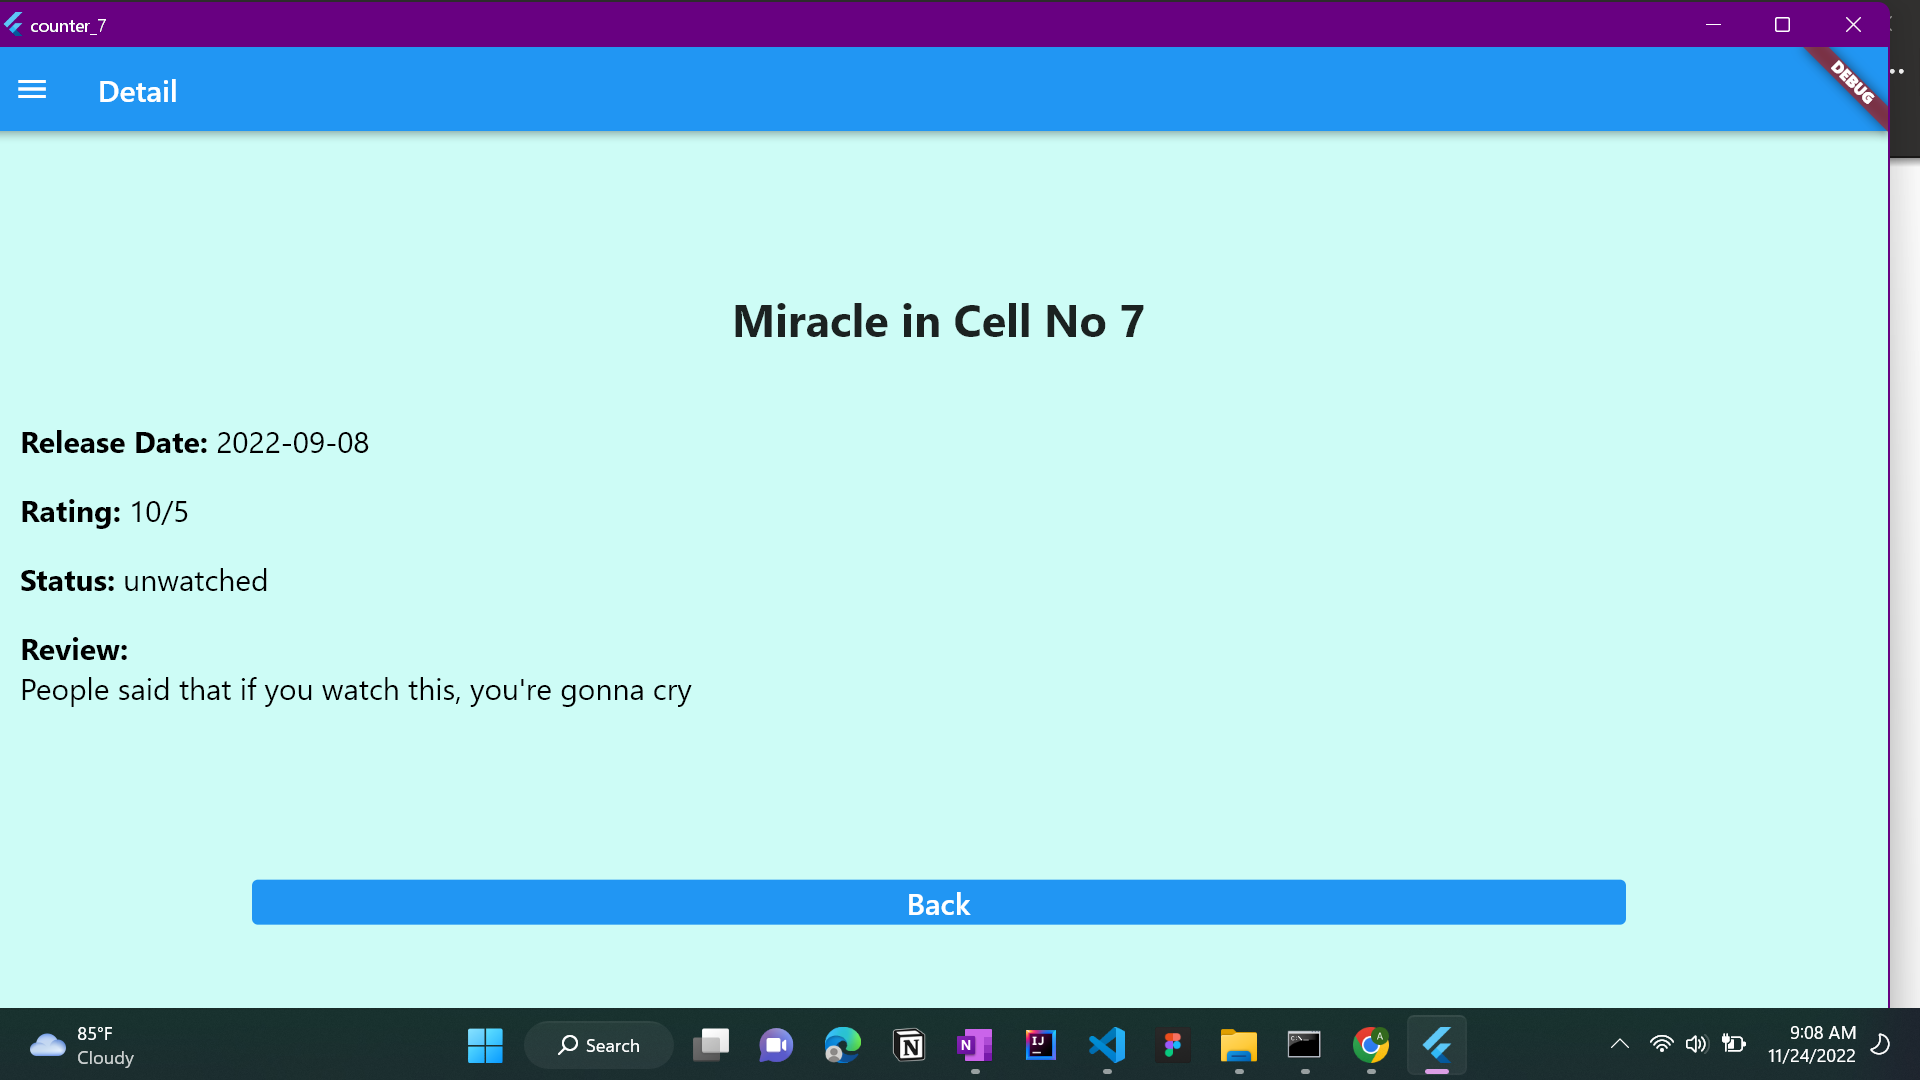 counter_7
Detail
DEBUG
Miracle in Cell No 7
Release Date: 2022-09-08
Rating: 10/5
Status: unwatched
Review:
People said that if you watch this, you're gonna cry
Back
85°F
Cloudy
Search
N
N
IJ
C:\
A
9:08 AM
11/24/2022